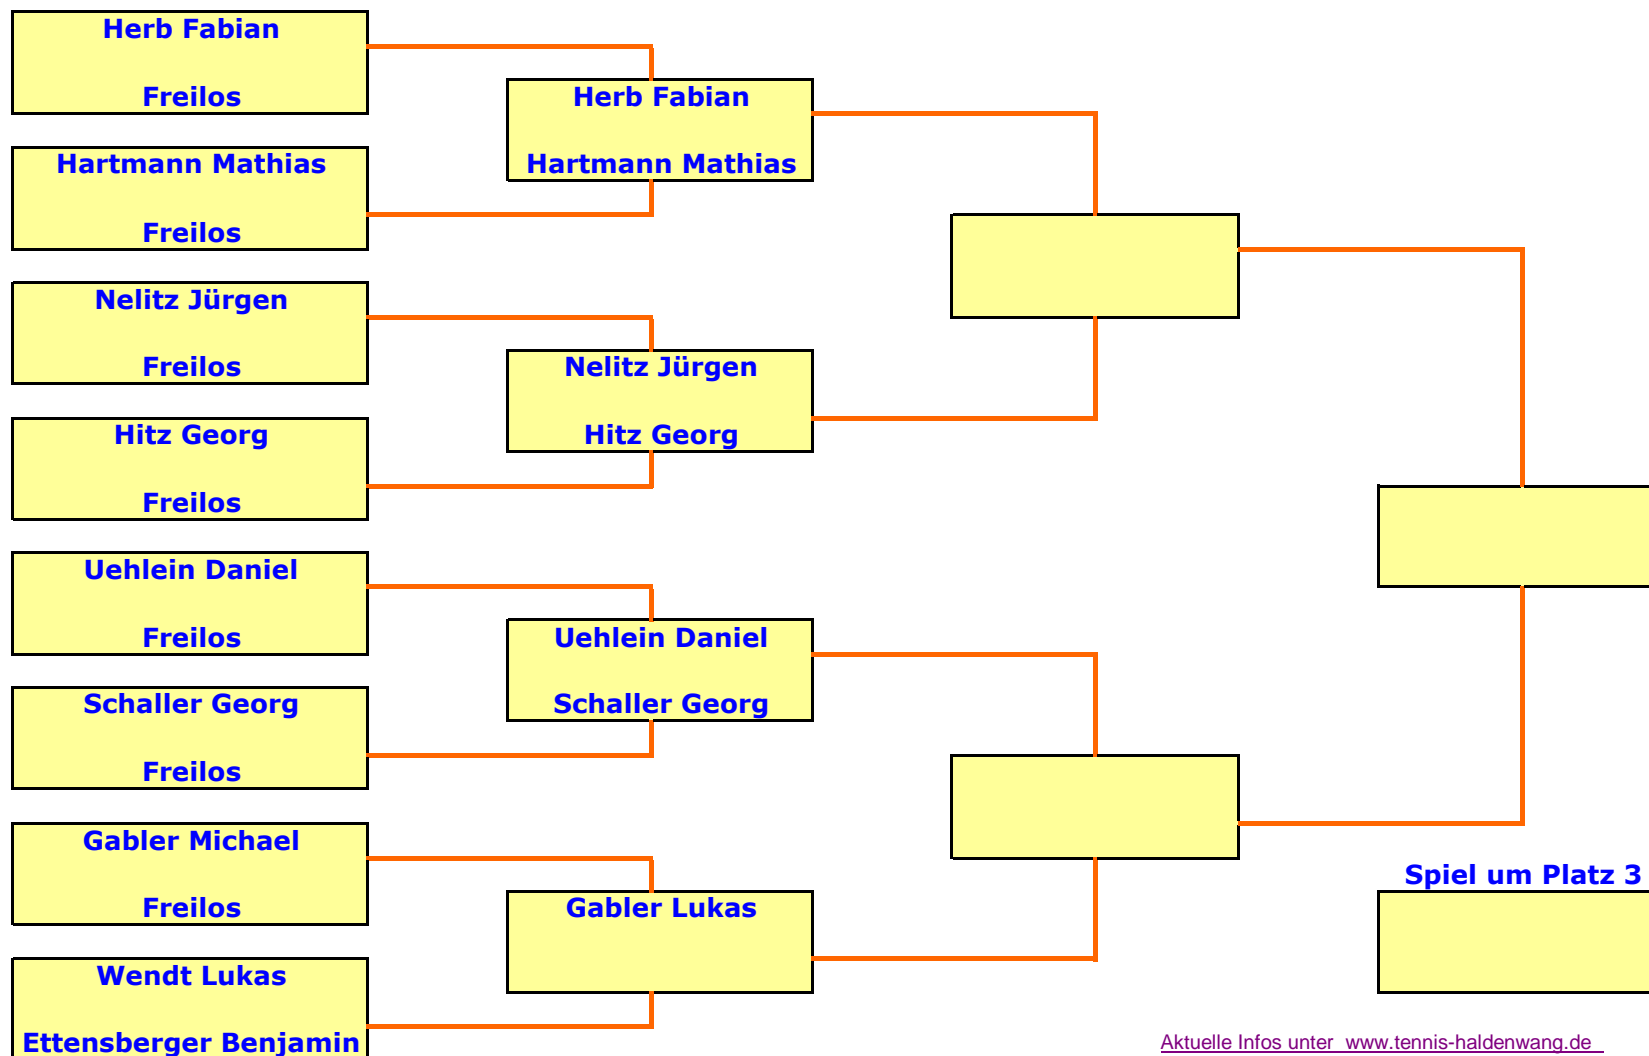 Herb Fabian
Freilos
Hartmann Mathias
Freilos
Nelitz Jürgen
Freilos
Hitz Georg
Freilos
Uehlein Daniel
Freilos
Schaller Georg
Freilos
Gabler Michael
Freilos
Wendt Lukas
Ettensberger Benjamin
Herb Fabian
Hartmann Mathias
Nelitz Jürgen
Hitz Georg
Uehlein Daniel
Schaller Georg
Gabler Lukas
Spiel um Platz 3
Aktuelle Infos unter www.tennis-haldenwang.de